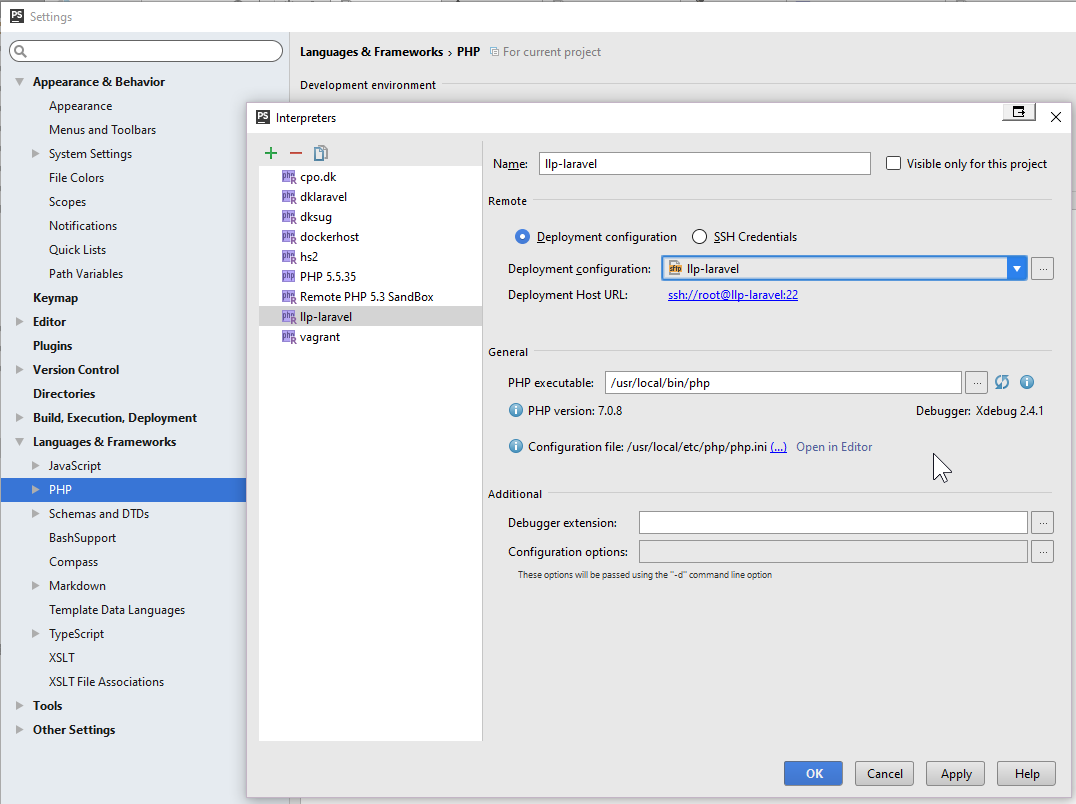 PS Settings
Languages & Frameworks › PHP For current project
Development environment
Appearance & Behavior
Appearance
Menus and Toolbars
System Settings
File Colors
Scopes
Notifications
Quick Lists
Path Variables
Keymap
Editor
Plugins
Version Control
Directories
Build, Execution, Deployment
Languages & Frameworks
JavaScript
PHP
Schemas and DTDs
BashSupport
Compass
Markdown
Template Data Languages
TypeScript
XSLT
XSLT File Associations
Tools
Other Settings
PS Interpreters
cpo.dk
dklaravel
dksug
dockerhost
hs2
PHP 5.5.35
Remote PHP 5.3 SandBox
llp-laravel
vagrant
Name: llp-laravel Visible only for this project
Remote
Deployment configuration SSH Credentials
Deployment configuration: sftp llp-laravel ...
Deployment Host URL: ssh://root@llp-laravel:22
General
PHP executable: /usr/local/bin/php ...
PHP version: 7.0.8 Debugger: Xdebug 2.4.1
Configuration file: /usr/local/etc/php/php.ini (...) Open in Editor
Additional
Debugger extension: ...
Configuration options: ...
These options will be passed using the "-d" command line option
OK Cancel Apply Help